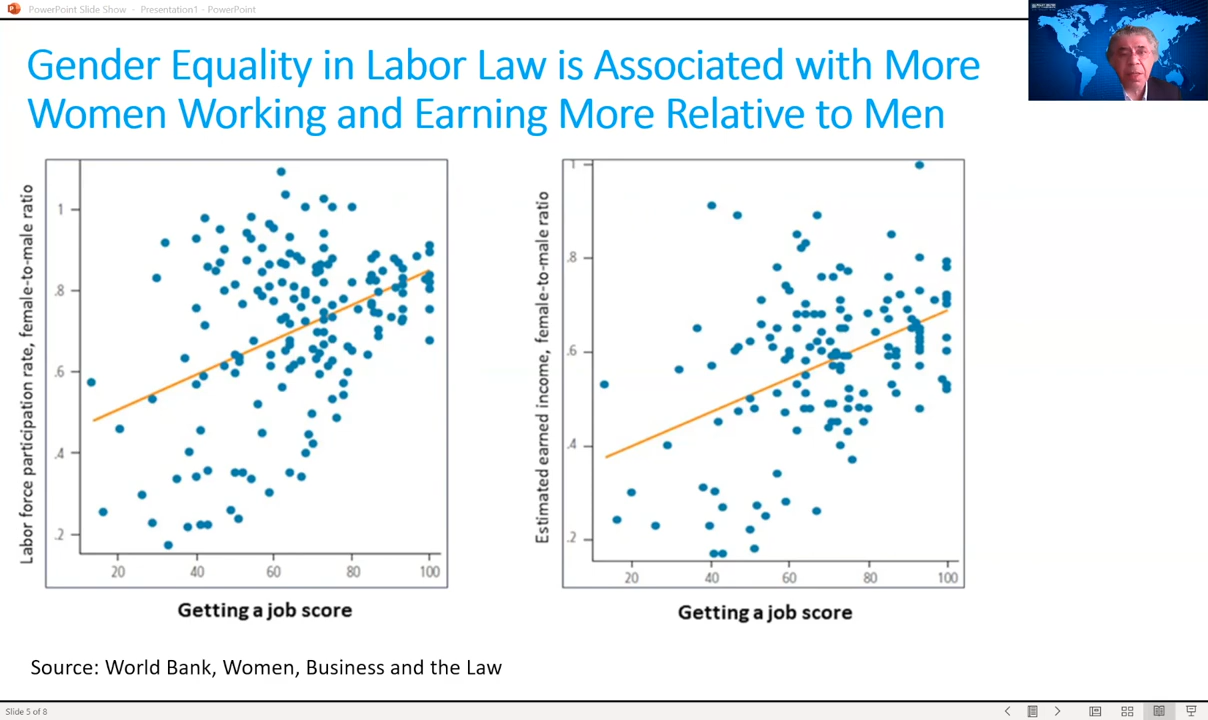 PowerPoint Slide Show - Presentation1 - PowerPoint
Gender Equality in Labor Law is Associated with More
Women Working and Earning More Relative to Men
Labor force participation rate, female-to-male ratio
1
.8
.6
.4
.2
20 40 60 80 100
Getting a job score
Estimated earned income, female-to-male ratio
1
.8
.6
.4
.2
20 40 60 80 100
Getting a job score
Source: World Bank, Women, Business and the Law
Slide 5 of 8